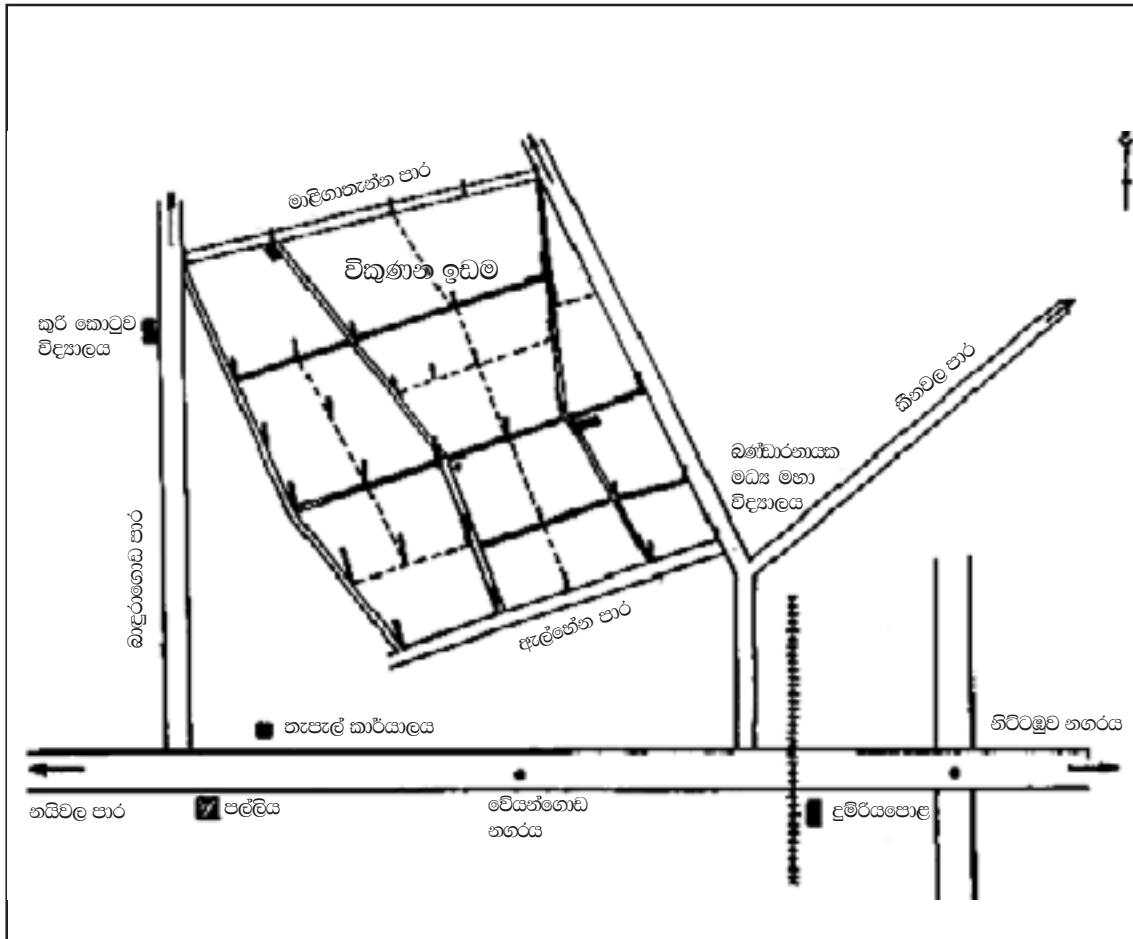 මාළිගාතැන්න පාර
විකුණන ඉඩම
කුරි කොටුව
විද්‍යාලය
කීනවල පාර
බණ්ඩාරනායක
මධ්‍ය මහා
විද්‍යාලය
පාර
ඇල්හේන පාර
තැපැල් කාර්යාලය
නිට්ටඹුව නගරය
නයිවල පාර
පල්ලිය
වේයන්ගොඩ
නගරය
දුම්රියපොළ